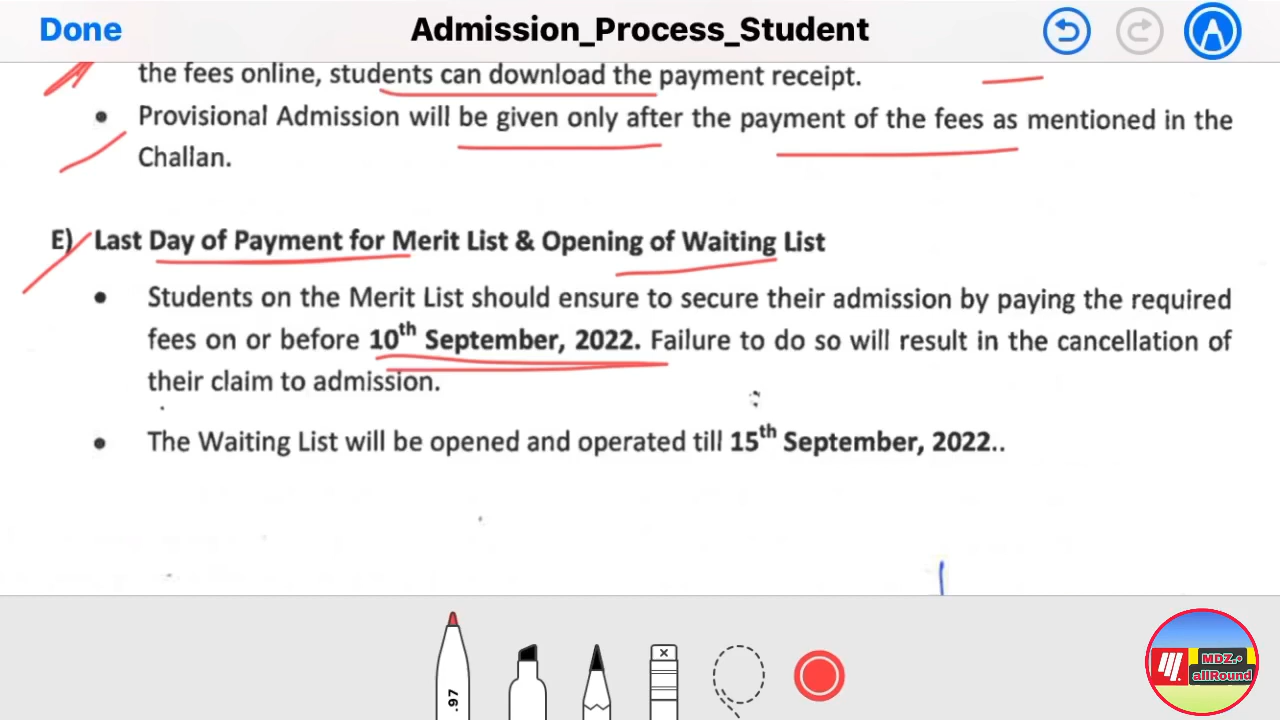 Done
Admission_Process_Student
the fees online, students can download the payment receipt.
• Provisional Admission will be given only after the payment of the fees as mentioned in the
Challan.
E) Last Day of Payment for Merit List & Opening of Waiting List
• Students on the Merit List should ensure to secure their admission by paying the required
fees on or before 10th September, 2022. Failure to do so will result in the cancellation of
their claim to admission.
• The Waiting List will be opened and operated till 15th September, 2022..
.97
MDZ.•
allRound